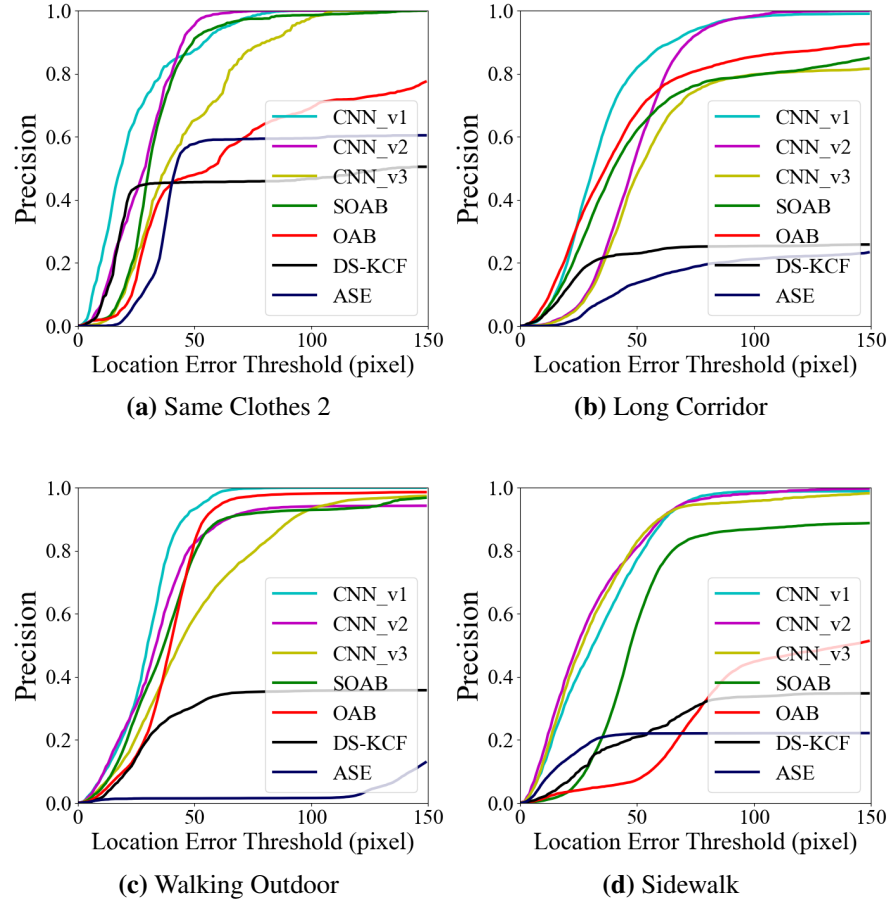 1.0
0.8
0.6
0.4
0.2
0.0
Precision
CNN_v1
CNN_v2
CNN_v3
SOAB
OAB
DS-KCF
ASE
0 50 100 150
Location Error Threshold (pixel)
(a) Same Clothes 2
1.0
0.8
0.6
0.4
0.2
0.0
Precision
CNN_v1
CNN_v2
CNN_v3
SOAB
OAB
DS-KCF
ASE
0 50 100 150
Location Error Threshold (pixel)
(b) Long Corridor
1.0
0.8
0.6
0.4
0.2
0.0
Precision
CNN_v1
CNN_v2
CNN_v3
SOAB
OAB
DS-KCF
ASE
0 50 100 150
Location Error Threshold (pixel)
(c) Walking Outdoor
1.0
0.8
0.6
0.4
0.2
0.0
Precision
CNN_v1
CNN_v2
CNN_v3
SOAB
OAB
DS-KCF
ASE
0 50 100 150
Location Error Threshold (pixel)
(d) Sidewalk